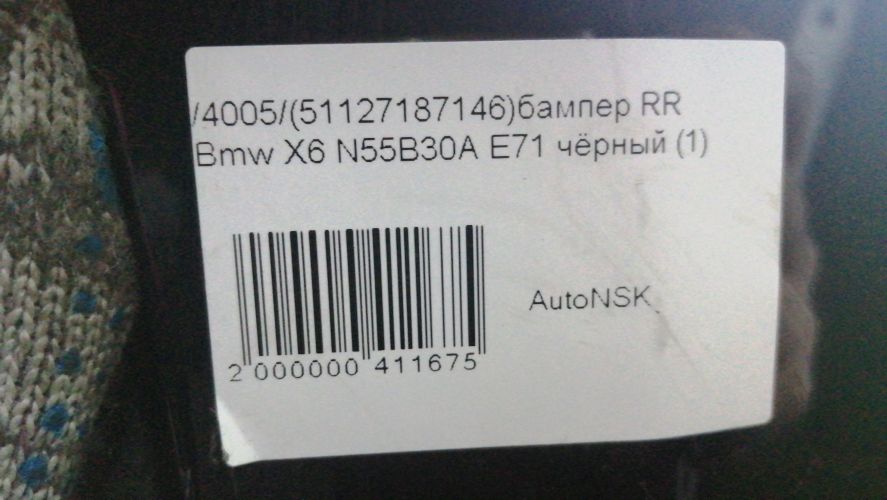 /4005/(51127187146)бампер RR
Bmw X6 N55B30A E71 чёрный (1)
AutoNSK
2 000000 411675